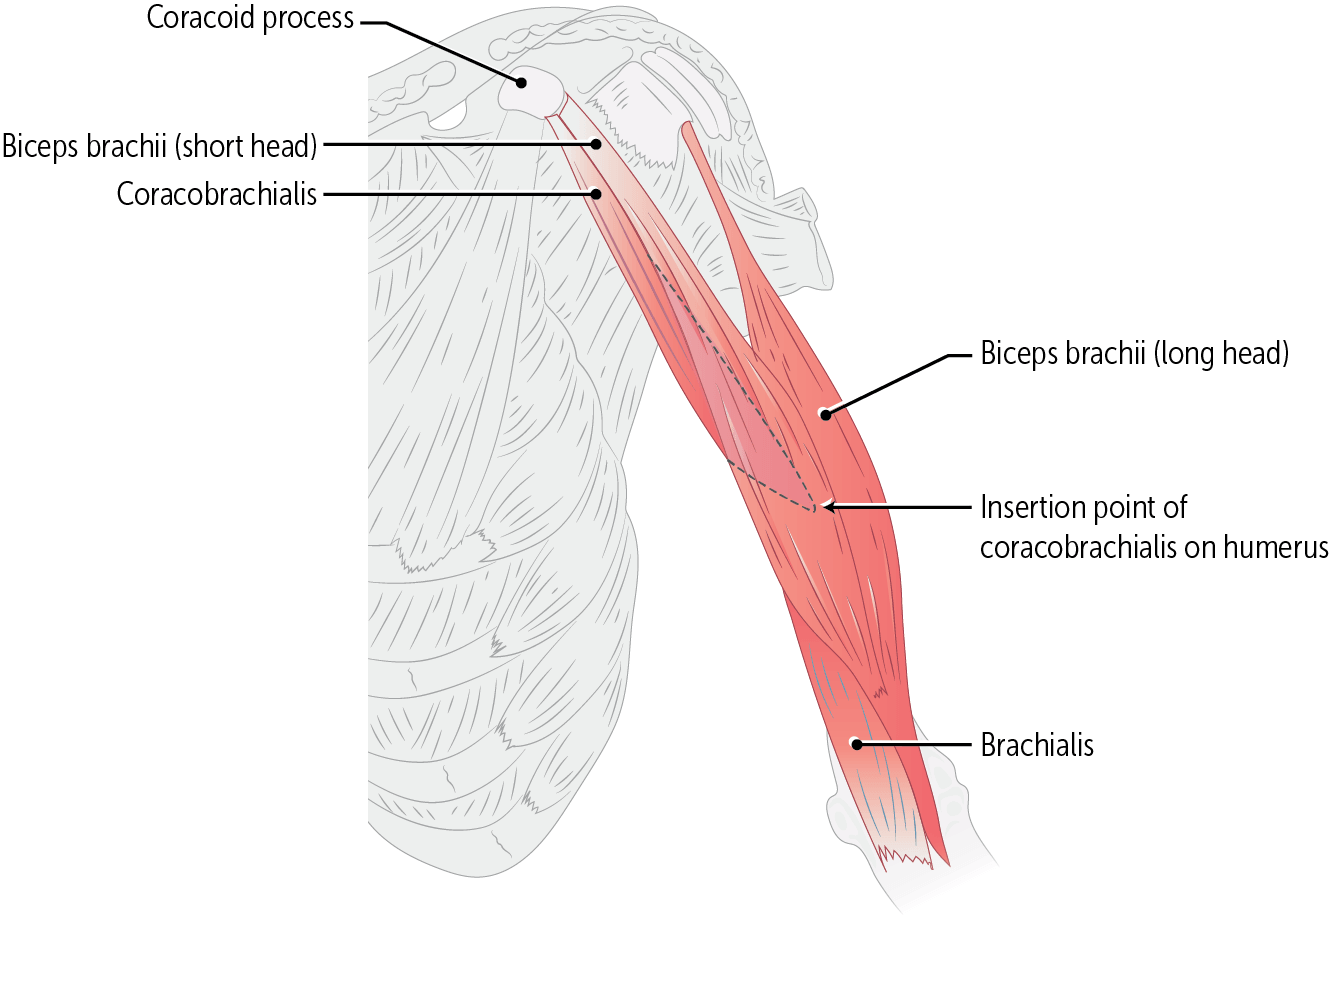 Coracoid process
Biceps brachii (short head)
Coracobrachialis
Biceps brachii (long head)
Insertion point of
coracobrachialis on humerus
Brachialis